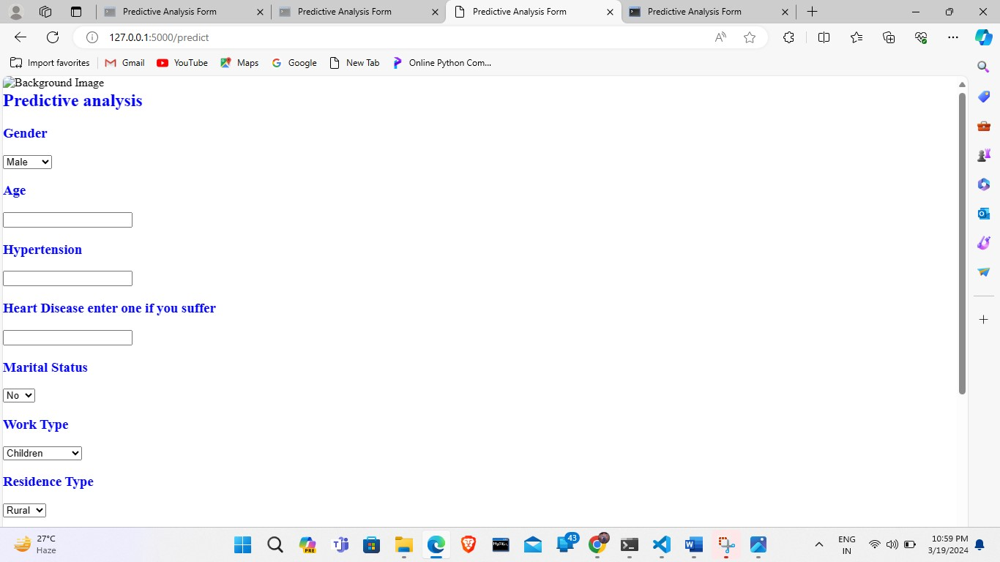 Predictive Analysis Form
Predictive Analysis Form
Predictive Analysis Form
Predictive Analysis Form
127.0.0.1:5000/predict
A
Import favorites
Gmail
YouTube
Maps
Google
New Tab
Online Python Com...
Background Image
Predictive analysis
Gender
Male
Age
Hypertension
Heart Disease enter one if you suffer
Marital Status
No
Work Type
Children
Residence Type
Rural
27°C
Haze
PRE
MySQL
43
ENG
IN
10:59 PM
3/19/2024